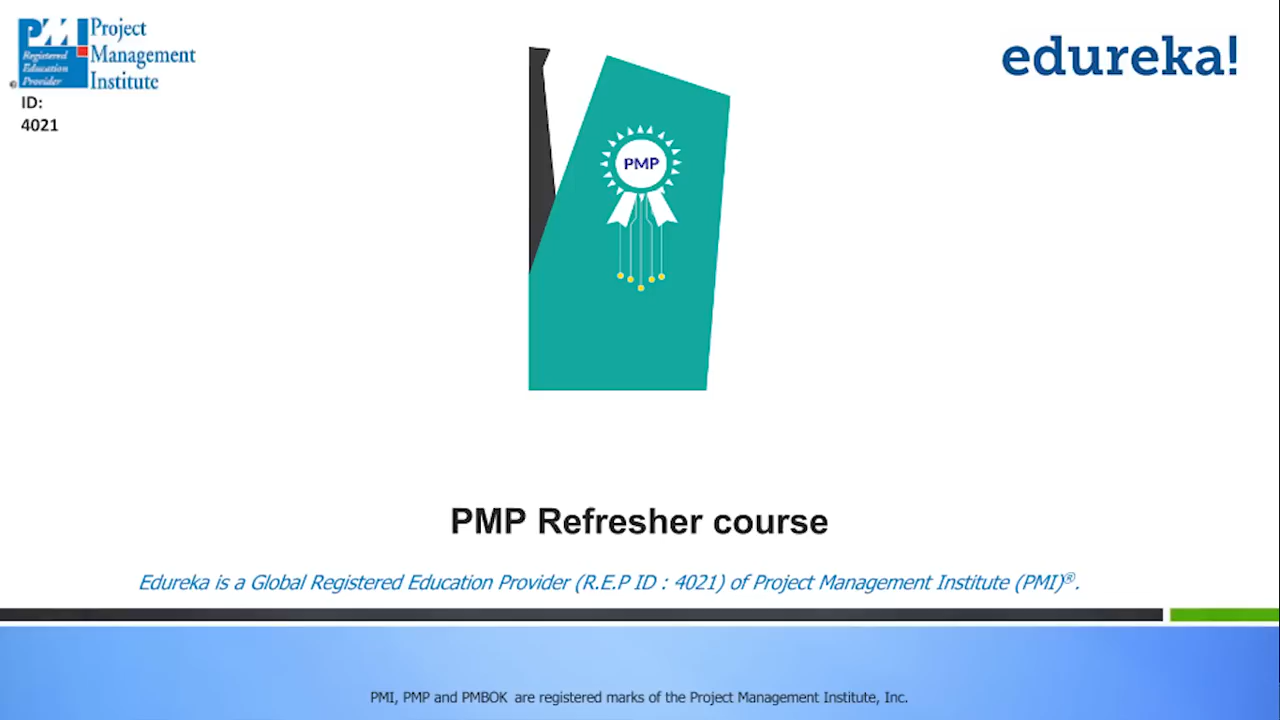 PMI
Registered
Education
Provider
Project
Management
Institute
©
ID:
4021
edureka!
PMP
PMP Refresher course
Edureka is a Global Registered Education Provider (R.E.P ID : 4021) of Project Management Institute (PMI)®.
PMI, PMP and PMBOK are registered marks of the Project Management Institute, Inc.